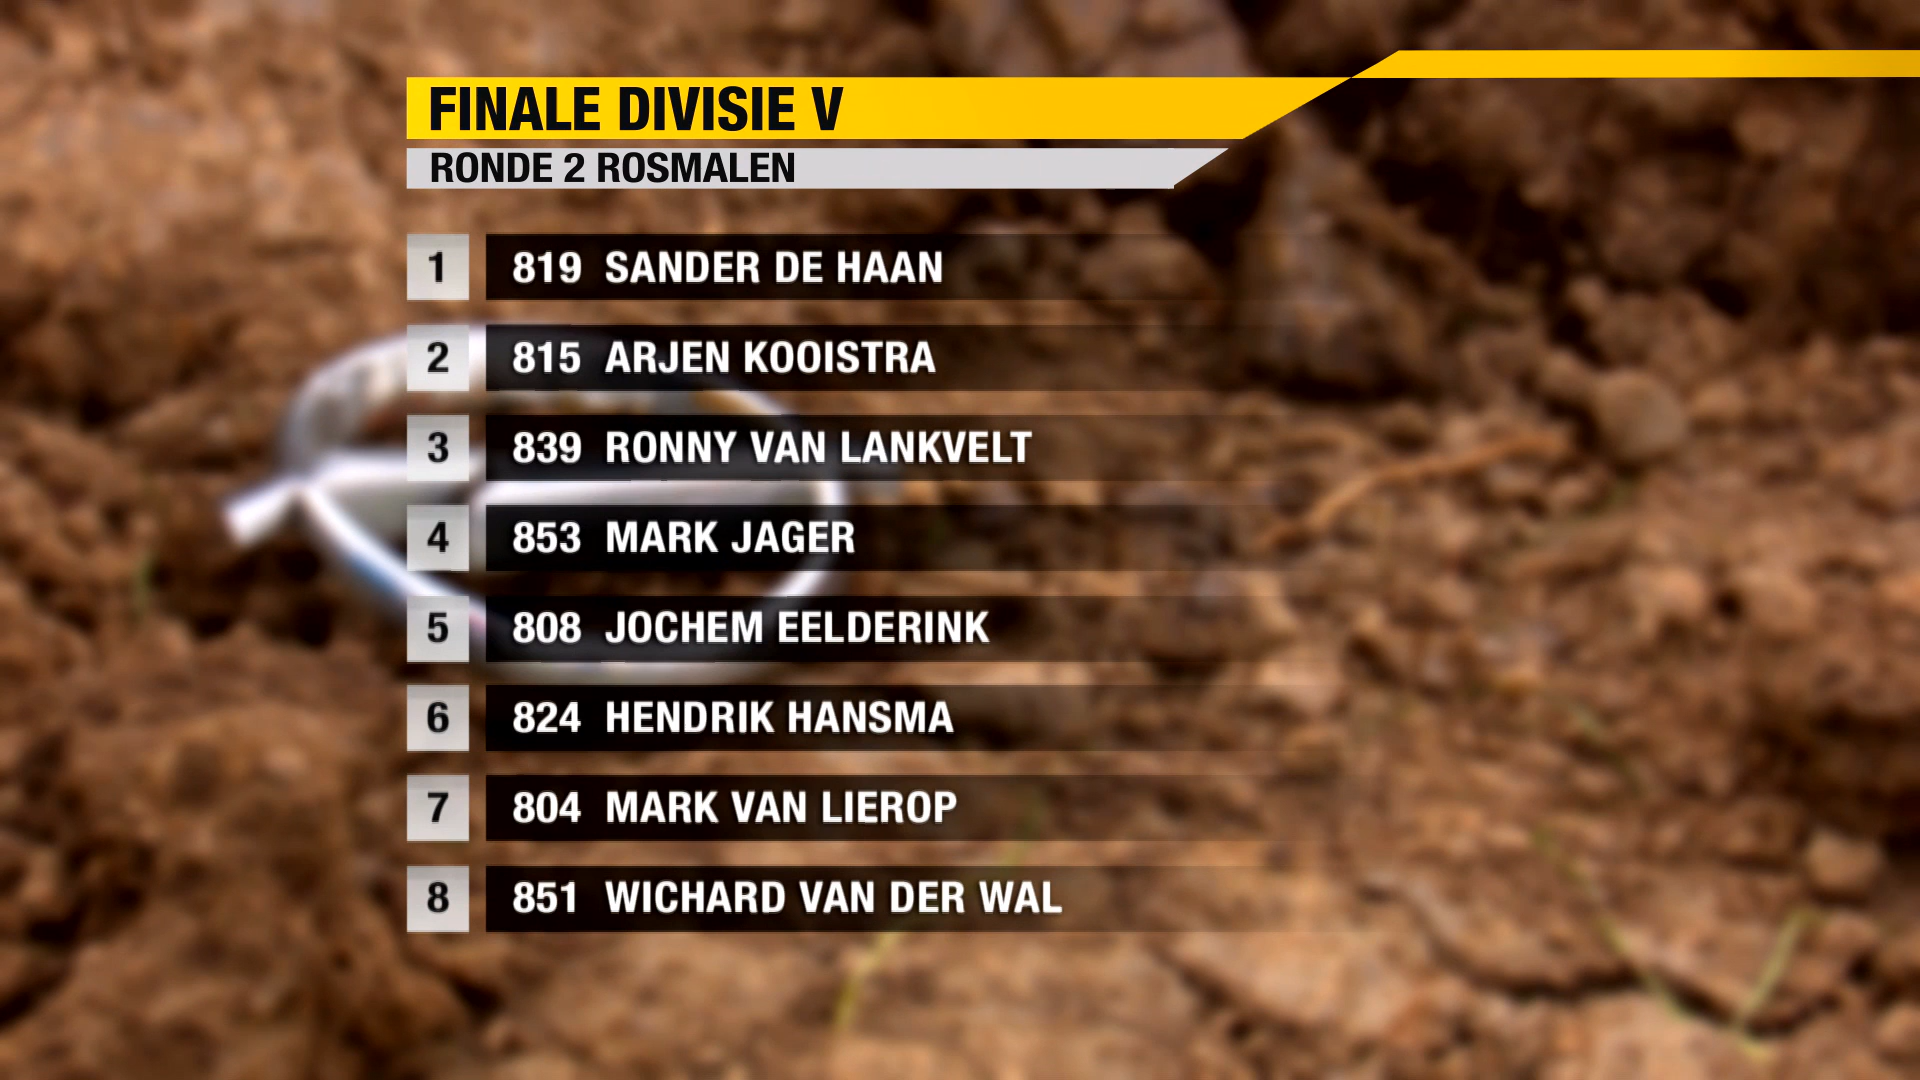 FINALE DIVISIE V
RONDE 2 ROSMALEN
1 819 SANDER DE HAAN
2 815 ARJEN KOOISTRA
3 839 RONNY VAN LANKVELT
4 853 MARK JAGER
5 808 JOCHEM EELDERINK
6 824 HENDRIK HANSMA
7 804 MARK VAN LIEROP
8 851 WICHARD VAN DER WAL